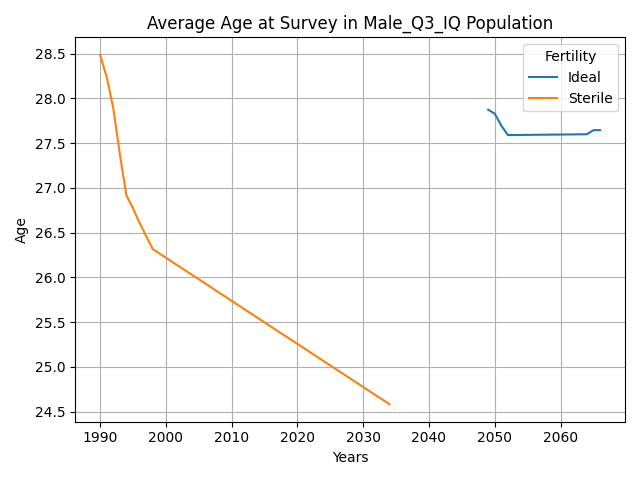 Average Age at Survey in Male_Q3_IQ Population
Fertility
Ideal
Sterile
28.5
28.0
27.5
27.0
26.5
26.0
25.5
25.0
24.5
Age
1990 2000 2010 2020 2030 2040 2050 2060
Years